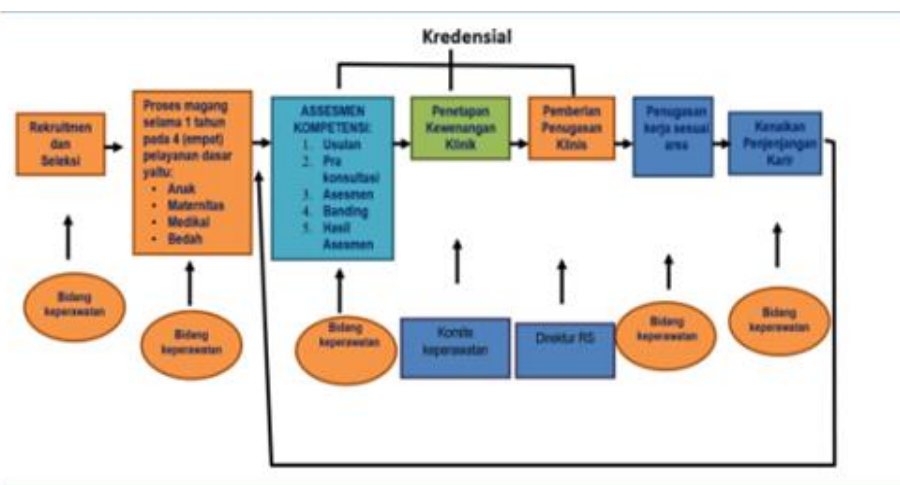 Kredensial
Rekruitmen
dan
Seleksi
Proses magang
selama 1 tahun
pada 4 (empat)
pelayanan dasar
yaitu:
• Anak
• Maternitas
• Medikal
• Bedah
ASSESMEN
KOMPETENSI:
1. Usulan
2. Pra
konsultasi
3. Asesmen
4. Banding
5. Hasil
Asesmen
Penetapan
Kewenangan
Klinik
Pemberian
Penugasan
Klinis
Penugasan
kerja sesuai
area
Kenaikan
Penjenjangan
Karir
Bidang
keperawatan
Bidang
keperawatan
Bidang
keperawatan
Komite
keperawatan
Direktur RS
Bidang
keperawatan
Bidang
keperawatan